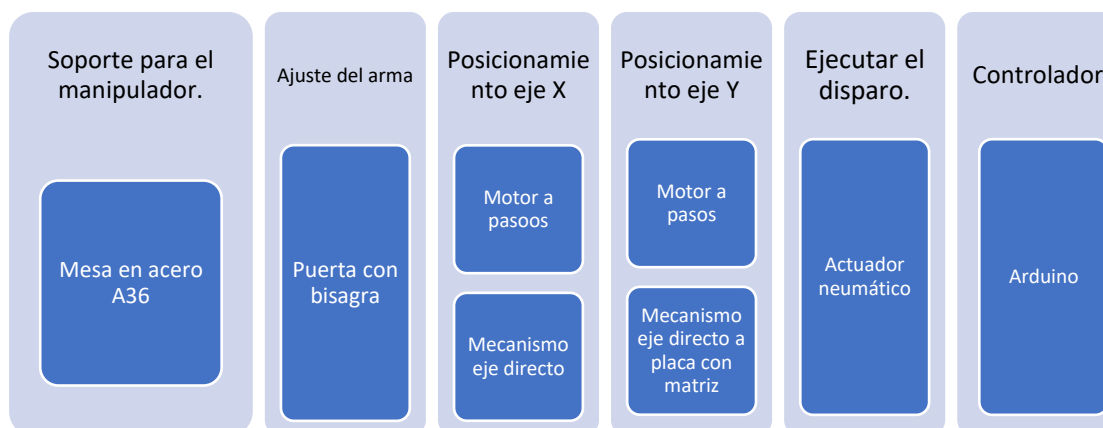 Soporte para el
manipulador.
Mesa en acero
A36
Ajuste del arma
Puerta con
bisagra
Posicionamie
nto eje X
Motor a
pasoos
Mecanismo
eje directo
Posicionamie
nto eje Y
Motor a
pasos
Mecanismo
eje directo a
placa con
matriz
Ejecutar el
disparo.
Actuador
neumático
Controlador
Arduino